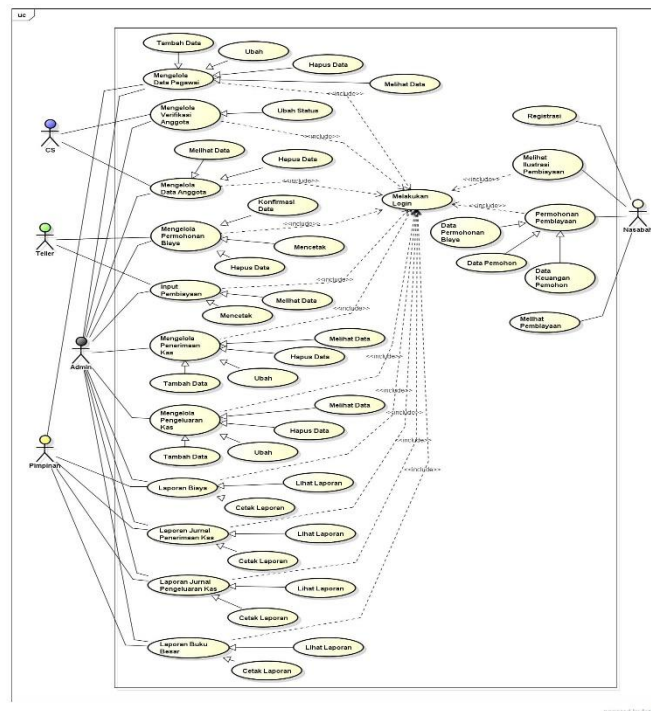 uc
Tambah Data
Ubah
Hapus Data
Melihat Data
Mengelola
Data Pegawai
<<include>>
Mengelola
Verifikasi
Anggota
Ubah Status
<<include>>
CS
Melihat Data
Hapus Data
Mengelola
Data Anggota
<<include>>
Melakukan
Login
Registrasi
<<include>>
Melihat
Ilustrasi
Pembiayaan
<<include>>
Permohonan
Pembiayaan
Nasabah
Data
Permohonan
Biaya
Data Pemohon
Data
Keuangan
Pemohon
Melihat
Pembiayaan
Konfirmasi
Data
Mengelola
Permohonan
Biaya
<<include>>
Mencetak
Hapus Data
Teller
Input
Pembiayaan
<<include>>
Melihat Data
Mencetak
Mengelola
Penerimaan
Kas
Melihat Data
Hapus Data
Ubah
Tambah Data
<<include>>
Admin
Mengelola
Pengeluaran
Kas
Melihat Data
Hapus Data
Ubah
Tambah Data
<<include>>
<<include>>
Pimpinan
Laporan Biaya
Lihat Laporan
Cetak Laporan
<<include>>
<<include>>
<<include>>
Laporan Jurnal
Penerimaan Kas
Lihat Laporan
Cetak Laporan
Laporan Jurnal
Pengeluaran Kas
Lihat Laporan
Cetak Laporan
Laporan Buku
Besar
Lihat Laporan
Cetak Laporan